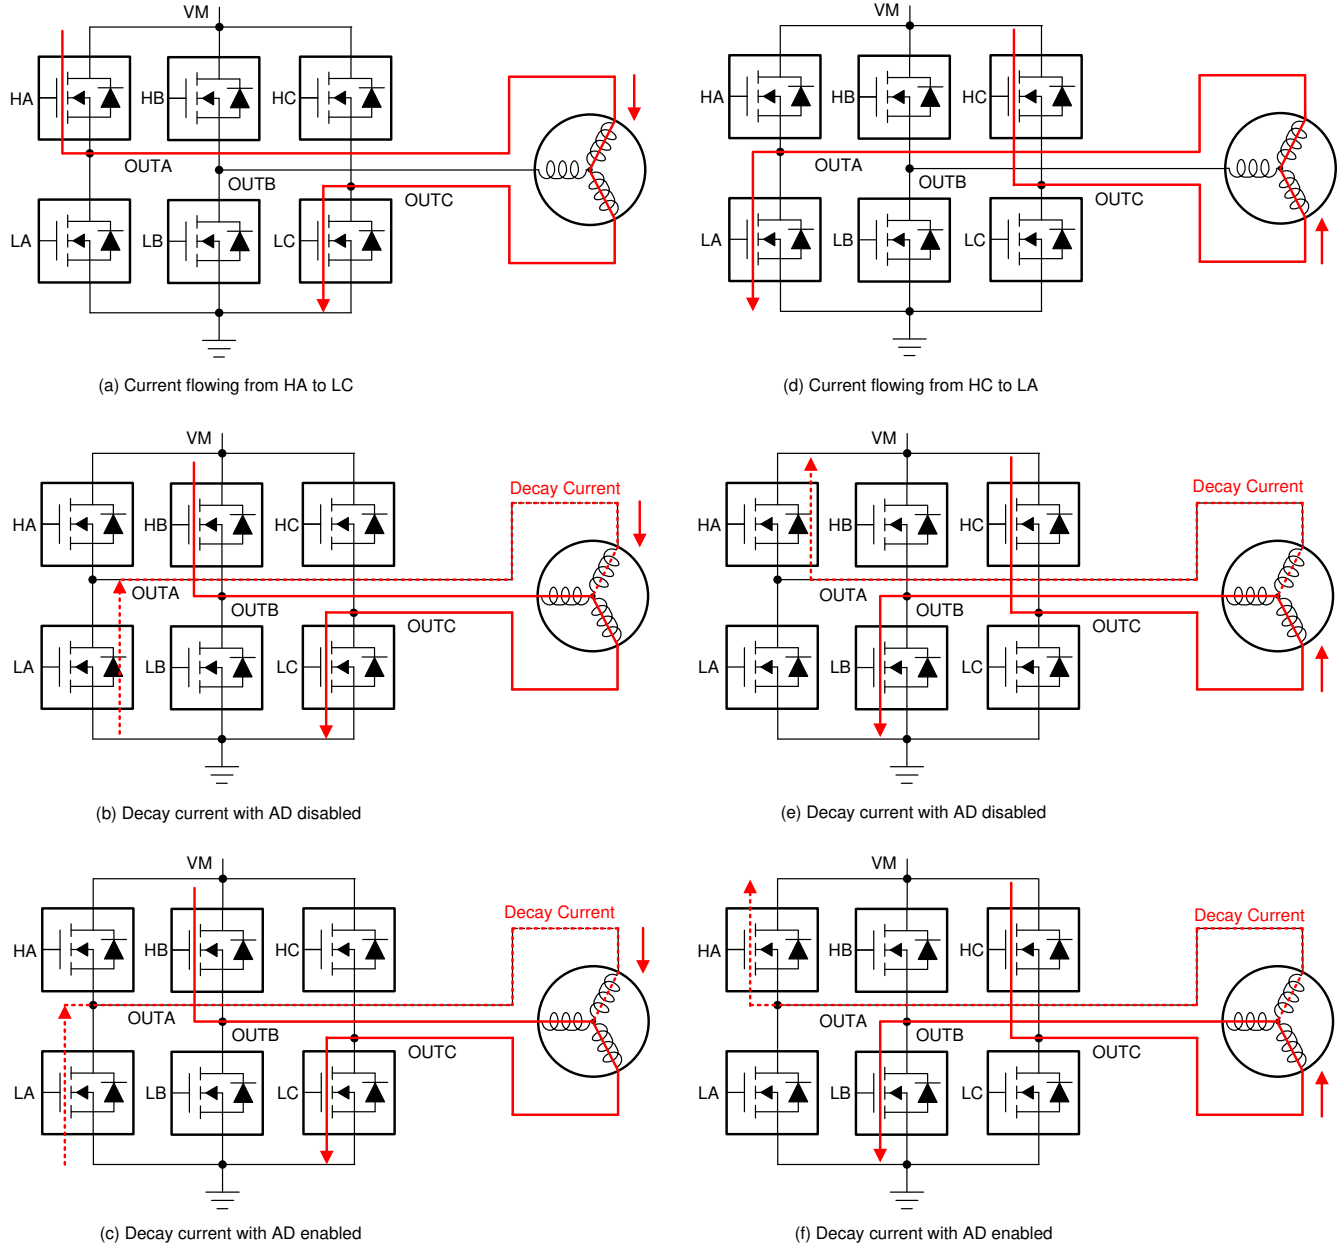 VM
HA
HB
HC
OUTA
OUTB
OUTC
LA
LB
LC
(a) Current flowing from HA to LC
VM
HA
HB
HC
OUTA
OUTB
OUTC
LA
LB
LC
(d) Current flowing from HC to LA
VM
Decay Current
HA
HB
HC
OUTA
OUTB
OUTC
LA
LB
LC
(b) Decay current with AD disabled
VM
Decay Current
HA
HB
HC
OUTA
OUTB
OUTC
LA
LB
LC
(e) Decay current with AD disabled
VM
Decay Current
HA
HB
HC
OUTA
OUTB
OUTC
LA
LB
LC
(c) Decay current with AD enabled
VM
Decay Current
HA
HB
HC
OUTA
OUTB
OUTC
LA
LB
LC
(f) Decay current with AD enabled